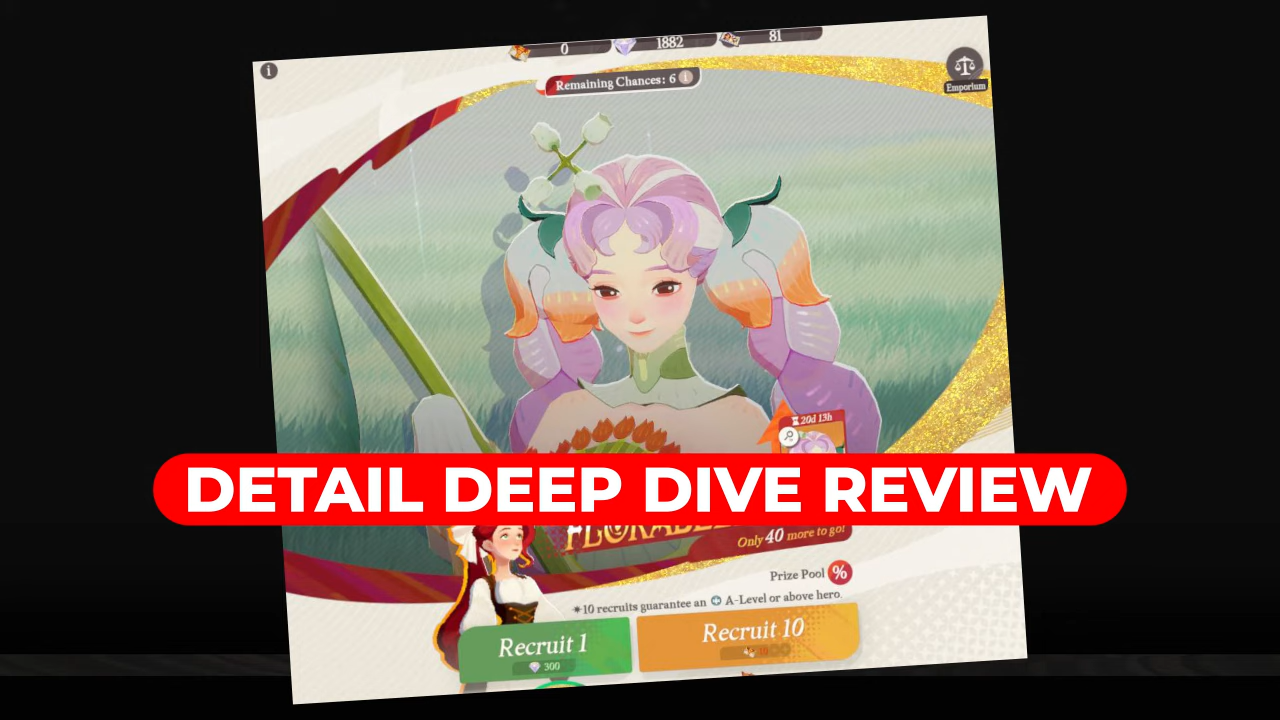 0
1882
81
Remaining Chances: 6
Emporium
20d 13h
DETAIL DEEP DIVE REVIEW
Only 40 more to go!
Prize Pool %
10 recruits guarantee an A-Level or above hero.
Recruit 1
300
Recruit 10